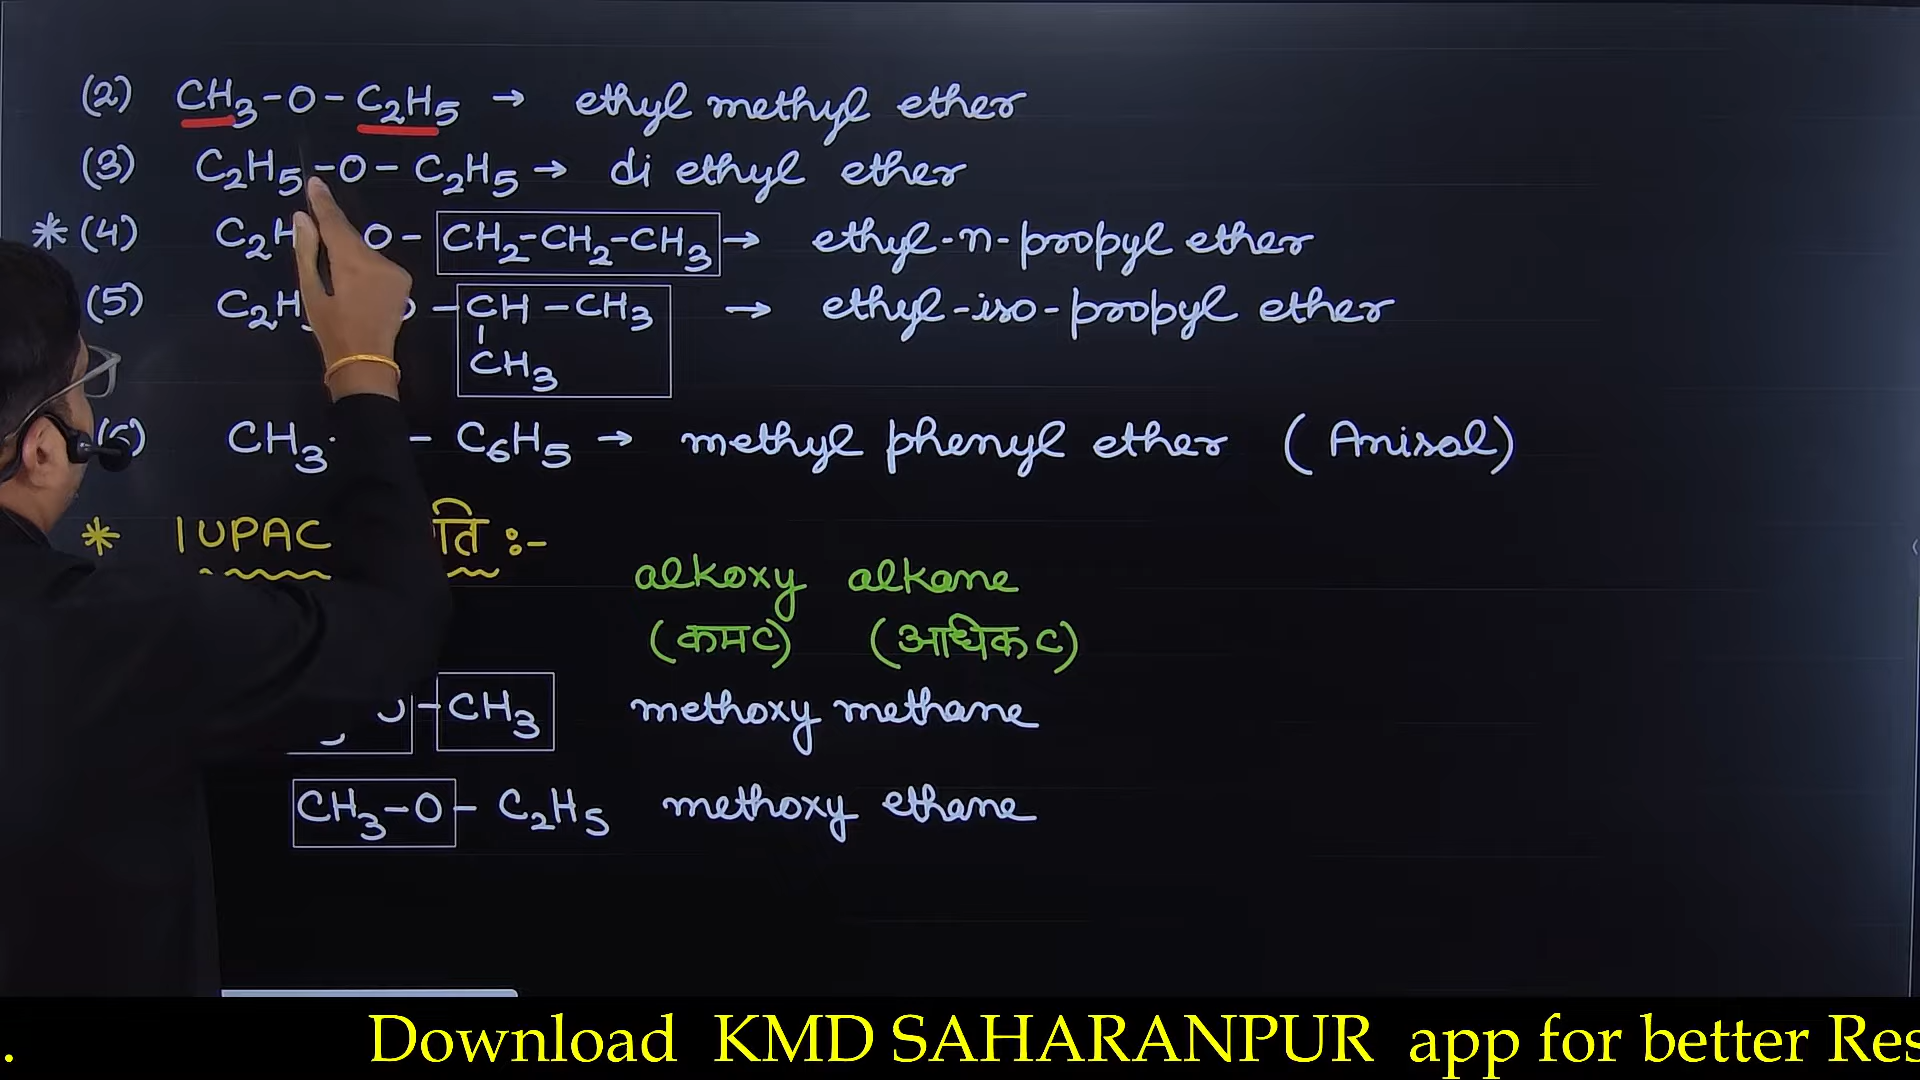 (2) CH₃-O-C₂H₅ → ethyl methyl ether
(3) C₂H₅-O-C₂H₅ → di ethyl ether
* (4) C₂H O-CH₂-CH₂-CH₃ → ethyl-n-propyl ether
(5) C₂H -CH-CH₃ → ethyl-iso-propyl ether
CH₃
(6) CH₃ - C₆H₅ → methyl phenyl ether (Anisol)
* IUPAC :-
alkoxy alkane
(कमC) (अधिक C)
-CH₃ methoxy methane
CH₃-O-C₂H₅ methoxy ethane
. Download KMD SAHARANPUR app for better Res